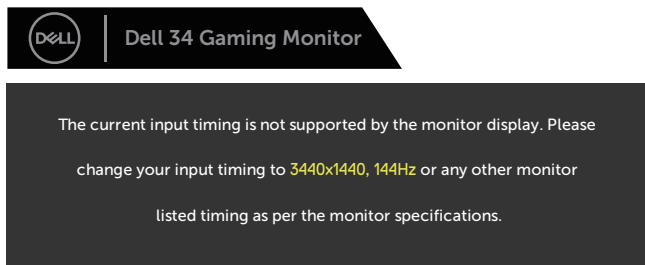 DELL
Dell 34 Gaming Monitor
The current input timing is not supported by the monitor display. Please
change your input timing to 3440x1440, 144Hz or any other monitor
listed timing as per the monitor specifications.